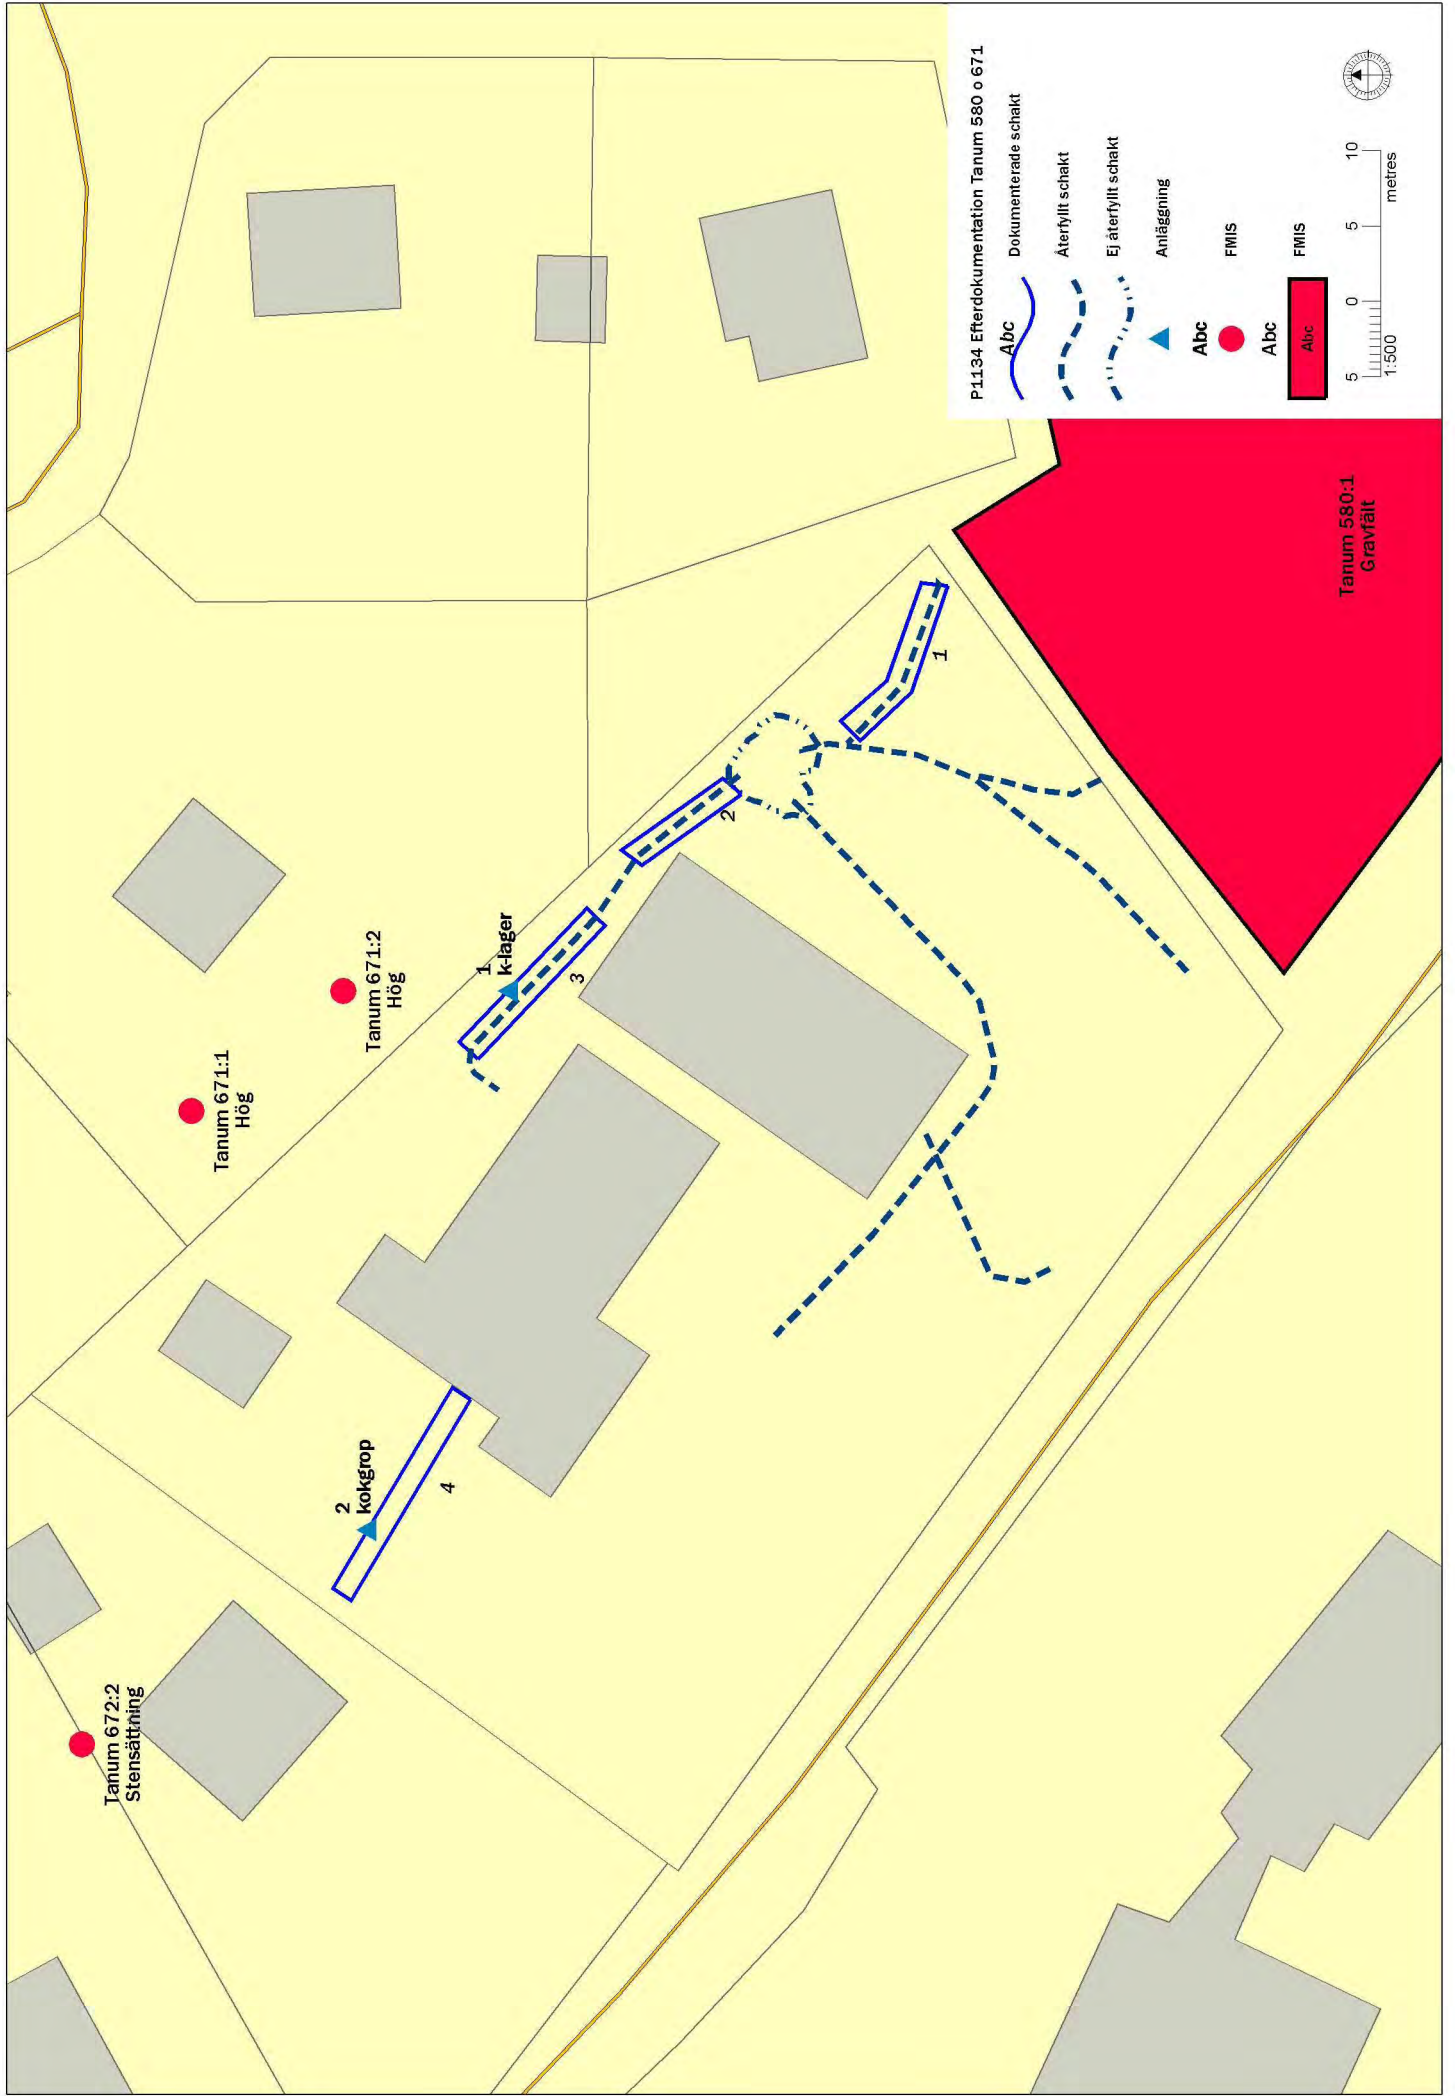 Tanum 672:2
Stensättning
2
kokgrop
4
Tanum 671:1
Hög
Tanum 671:2
Hög
1
k-lager
3
2
1
Tanum 580:1
Gravfält
P1134 Efterdokumentation Tanum 580 o 671
Abc
Dokumenterade schakt
Återfyllt schakt
Ej återfyllt schakt
Anläggning
Abc
FMIS
Abc
Abc
FMIS
5 0 5 10
1:500 metres